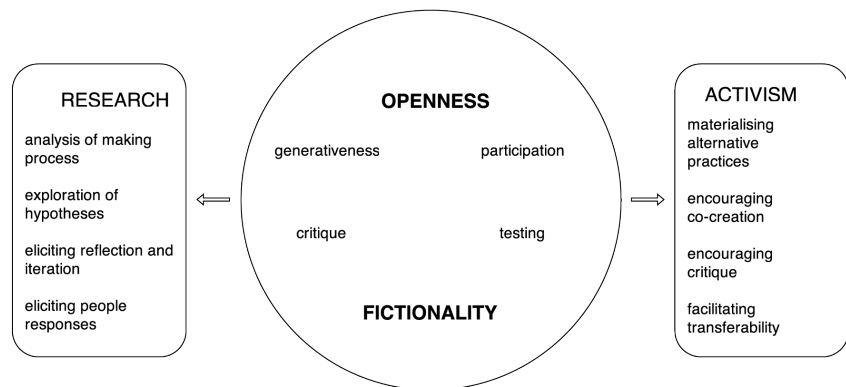 RESEARCH
analysis of making
process
exploration of
hypotheses
eliciting reflection and
iteration
eliciting people
responses
OPENNESS
generativeness
participation
critique
testing
FICTIONALITY
ACTIVISM
materialising
alternative
practices
encouraging
co-creation
encouraging
critique
facilitating
transferability